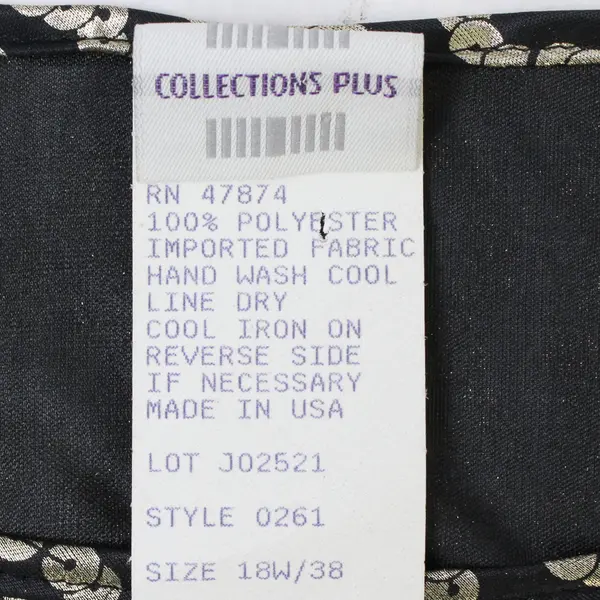 COLLECTIONS PLUS
RN 47874
100% POLYESTER
IMPORTED FABRIC
HAND WASH COOL
LINE DRY
COOL IRON ON
REVERSE SIDE
IF NECESSARY
MADE IN USA
LOT J02521
STYLE 0261
SIZE 18W/38